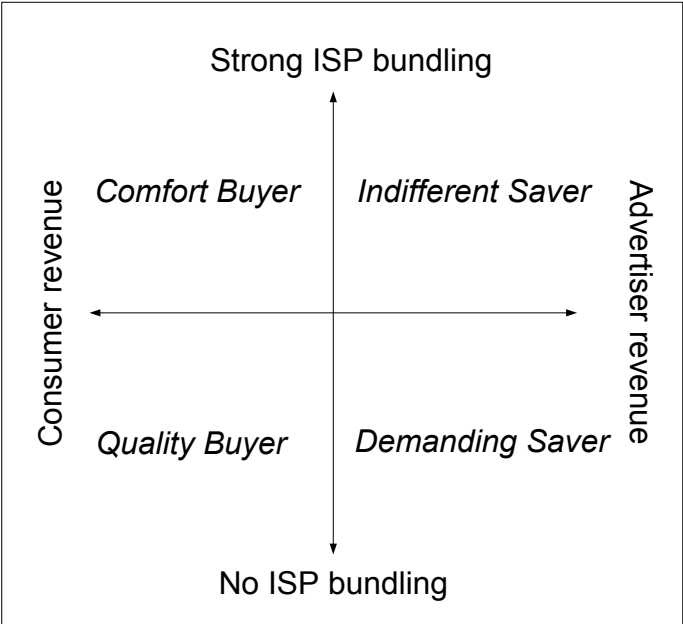 Strong ISP bundling
Comfort Buyer
Indifferent Saver
Consumer revenue
Advertiser revenue
Quality Buyer
Demanding Saver
No ISP bundling